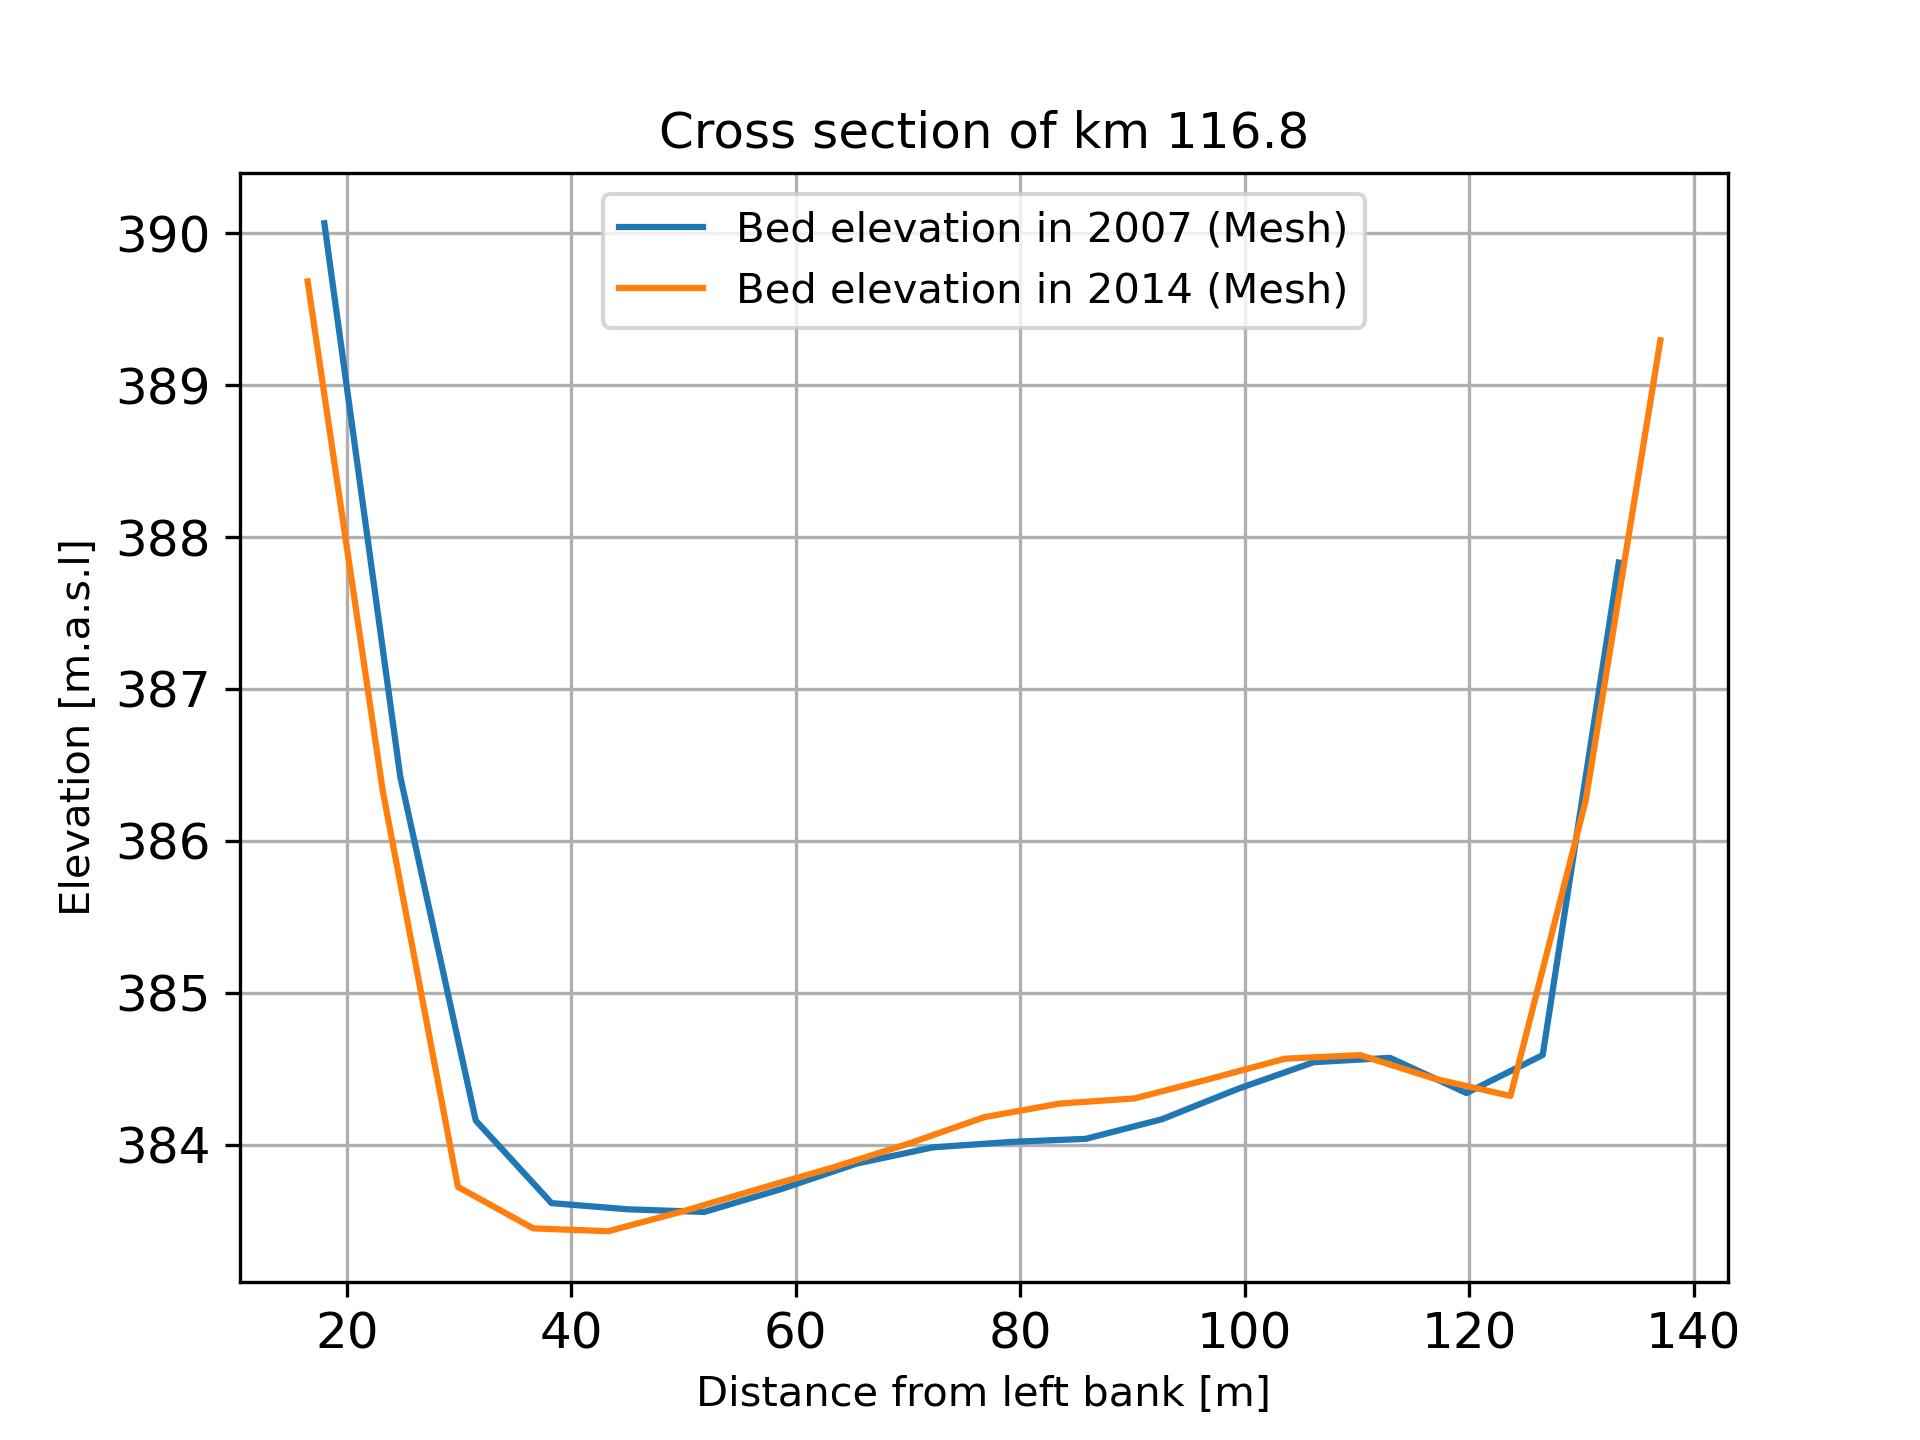 Cross section of km 116.8
Bed elevation in 2007 (Mesh)
Bed elevation in 2014 (Mesh)
390
389
388
387
386
385
384
Elevation [m.a.s.l]
20 40 60 80 100 120 140
Distance from left bank [m]